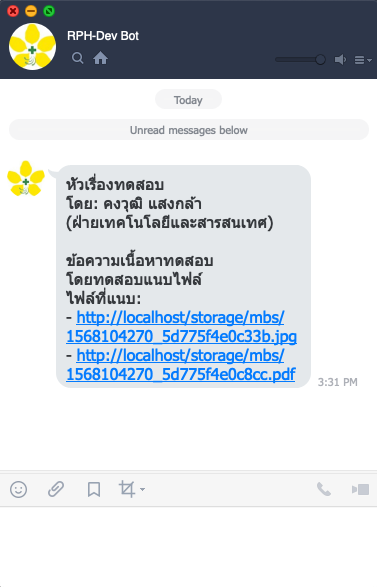 RPH-Dev Bot
Today
Unread messages below
หัวเรื่องทดสอบ
โดย: คงวุฒิ แสงกล้า
(ฝ่ายเทคโนโลยีและสารสนเทศ)
ข้อความเนื้อหาทดสอบ
โดยทดสอบแนบไฟล์
ไฟล์ที่แนบ:
- http://localhost/storage/mbs/
1568104270_5d775f4e0c33b.jpg
- http://localhost/storage/mbs/
1568104270_5d775f4e0c8cc.pdf
3:31 PM